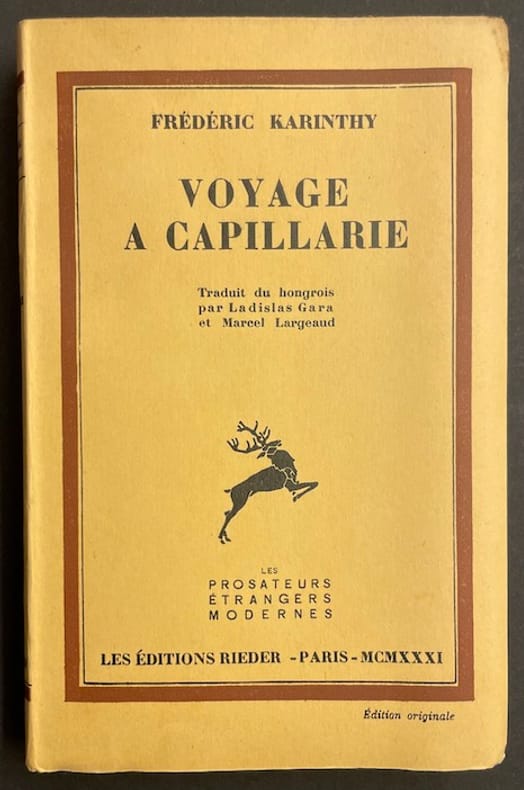 FRÉDÉRIC KARINTHY
VOYAGE
A CAPILLARIE
Traduit du hongrois
par Ladislas Gara
et Marcel Largeaud
LES
PROSATEURS
ÉTRANGERS
MODERNES
LES ÉDITIONS RIEDER - PARIS - MCMXXXI
Édition originale